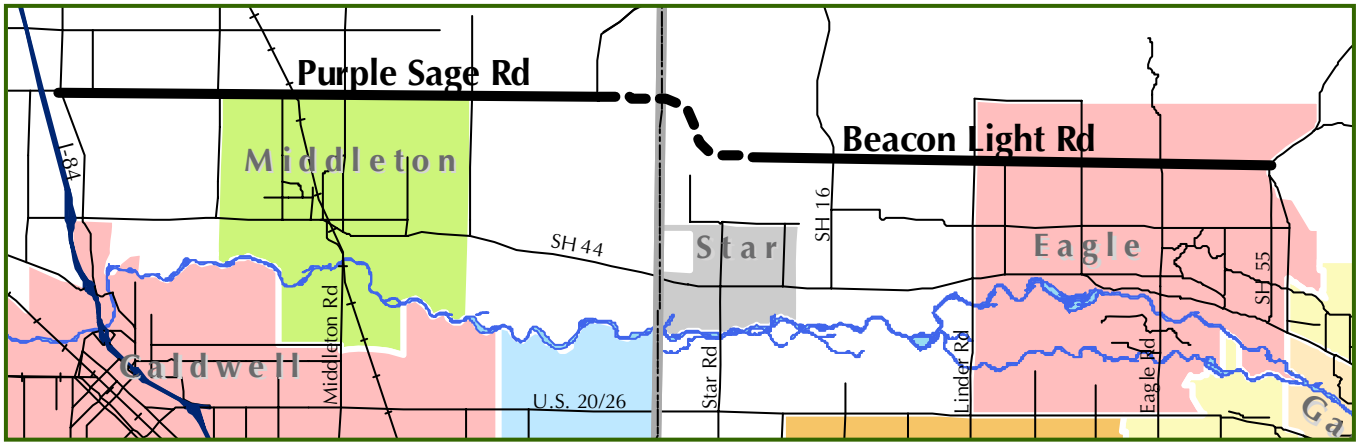 Purple Sage Rd
Beacon Light Rd
I-84
Middleton
SH 16
SH 44
Star
Eagle
SH 55
Middleton Rd
Caldwell
Star Rd
Linder Rd
Eagle Rd
U.S. 20/26
Ga